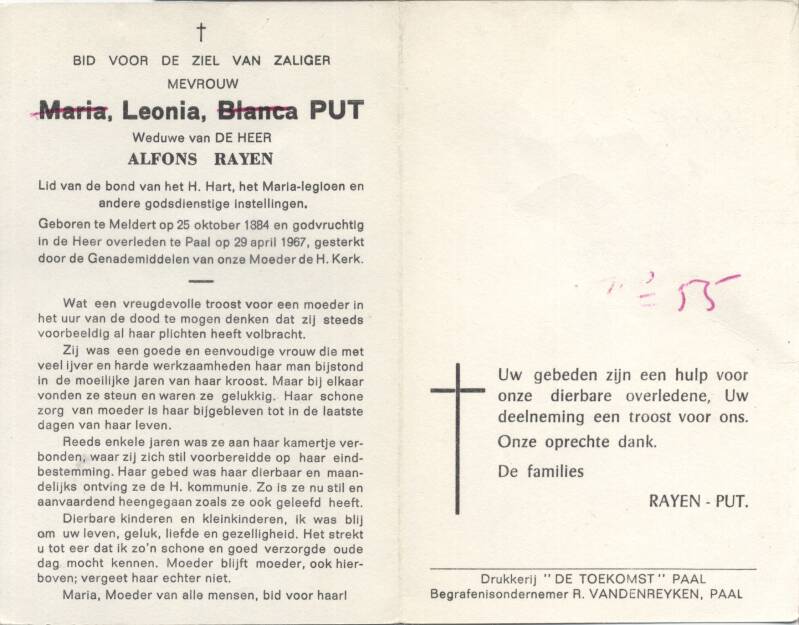 BID VOOR DE ZIEL VAN ZALIGER
MEVROUW
Maria, Leonia, Blanca PUT
Weduwe van DE HEER
ALFONS RAYEN
Lid van de bond van het H. Hart, het Maria-legioen en
andere godsdienstige instellingen.
Geboren te Meldert op 25 oktober 1884 en godvruchtig
in de Heer overleden te Paal op 29 april 1967, gesterkt
door de Genademiddelen van onze Moeder de H. Kerk.
Wat een vreugdevolle troost voor een moeder in
het uur van de dood te mogen denken dat zij steeds
voorbeeldig al haar plichten heeft volbracht.
Zij was een goede en eenvoudige vrouw die met
veel ijver en harde werkzaamheden haar man bijstond
in de moeilijke jaren van haar kroost. Maar bij elkaar
vonden ze steun en waren ze gelukkig. Haar schone
zorg van moeder is haar bijgebleven tot in de laatste
dagen van haar leven.
Reeds enkele jaren was ze aan haar kamertje ver-
bonden, waar zij zich stil voorbereidde op haar eind-
bestemming. Haar gebed was haar dierbaar en maan-
delijks ontving ze de H. kommunie. Zo is ze nu stil en
aanvaardend heengegaan zoals ze ook geleefd heeft.
Dierbare kinderen en kleinkinderen, ik was blij
om uw leven, geluk, liefde en gezelligheid. Het strekt
u tot eer dat ik zo'n schone en goed verzorgde oude
dag mocht kennen. Moeder blijft moeder, ook hier-
boven; vergeet haar echter niet.
Maria, Moeder van alle mensen, bid voor haar!
55
Uw gebeden zijn een hulp voor
onze dierbare overledene, Uw
deelneming een troost voor ons.
Onze oprechte dank.
De families
RAYEN - PUT.
Drukkerij "DE TOEKOMST" PAAL
Begrafenisondernemer R. VANDENREYKEN, PAAL